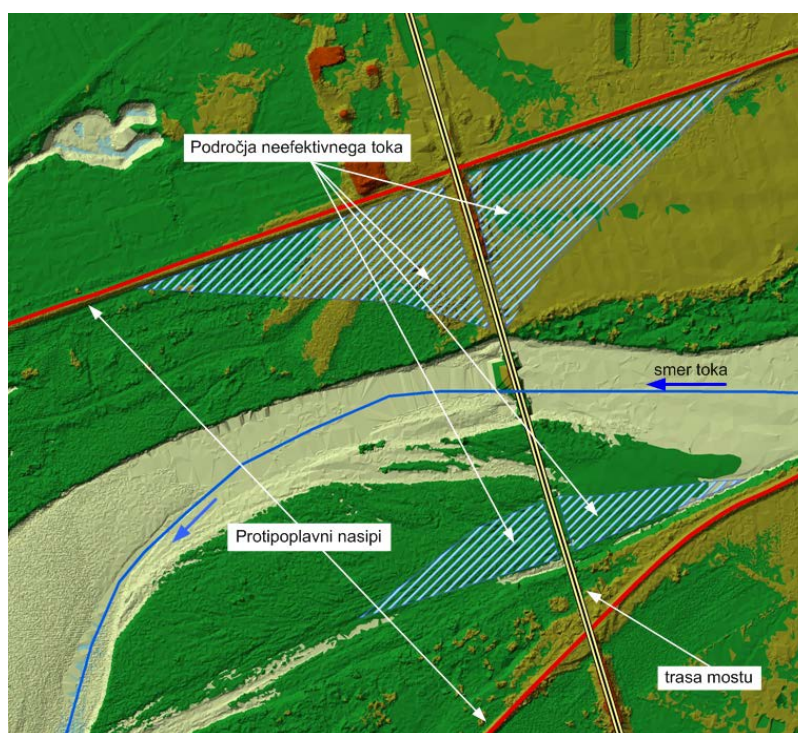 Področja neefektivnega toka
smer toka
Protipoplavni nasipi
trasa mostu